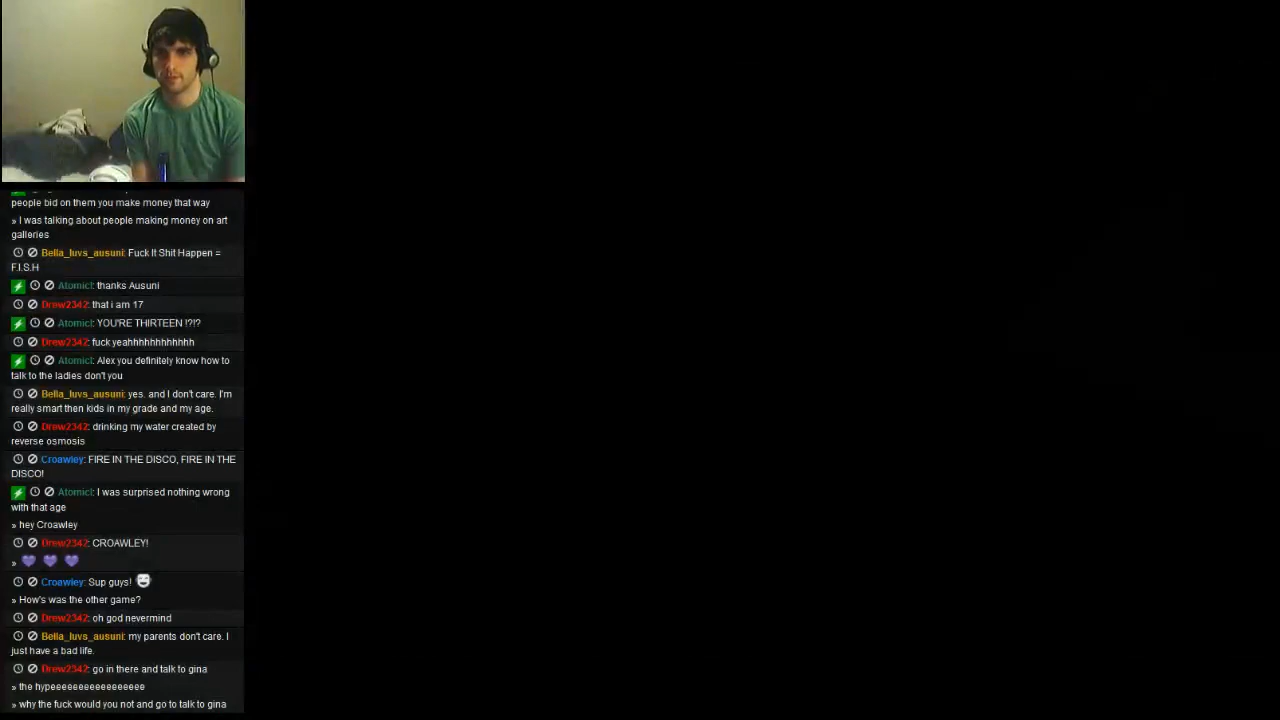 people bid on them you make money that way
» I was talking about people making money on art
galleries
Bella_luvs_ausuni: Fuck It Shit Happen =
F.I.S.H
Atomicl: thanks Ausuni
Drew2342: that i am 17
Atomicl: YOU'RE THIRTEEN !?!?
Drew2342: fuck yeahhhhhhhhhhhh
Atomicl: Alex you definitely know how to
talk to the ladies don't you
Bella_luvs_ausuni: yes. and I don't care. I'm
really smart then kids in my grade and my age.
Drew2342: drinking my water created by
reverse osmosis
Croawley: FIRE IN THE DISCO, FIRE IN THE
DISCO!
Atomicl: I was surprised nothing wrong
with that age
» hey Croawley
Drew2342: CROAWLEY!
»
Croawley: Sup guys!
» How's was the other game?
Drew2342: oh god nevermind
Bella_luvs_ausuni: my parents don't care. I
just have a bad life.
Drew2342: go in there and talk to gina
» the hypeeeeeeeeeeeeeeeee
» why the fuck would you not and go to talk to gina